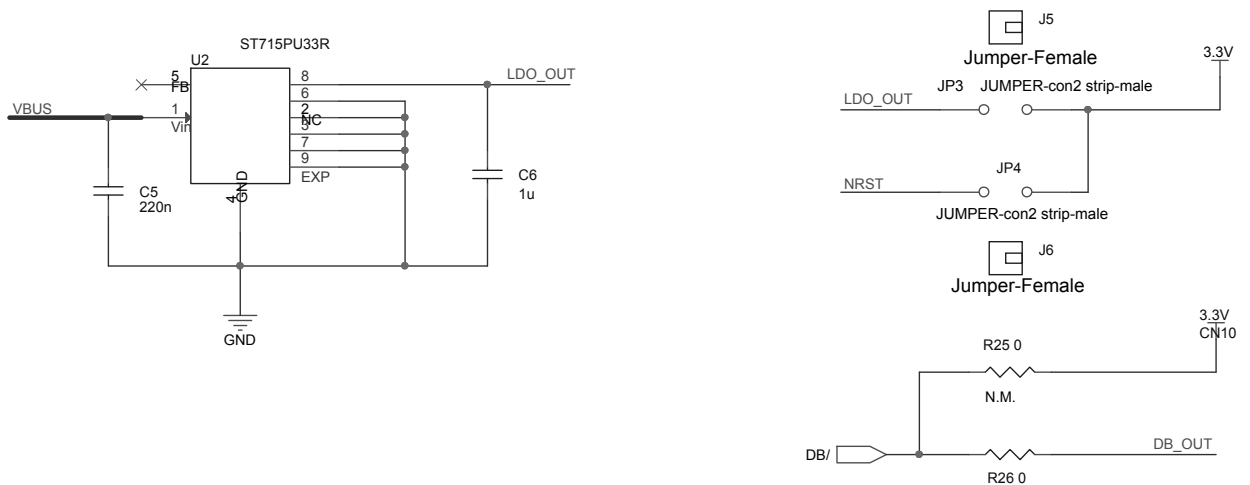 ST715PU33R
U2
5
FB
8
LDO_OUT
6
VBUS
1
2
NC
Vin
3
7
9
EXP
C5
220n
GND
4
C6
1u
GND
J5
Jumper-Female
3.3V
JP3
JUMPER-con2 strip-male
LDO_OUT
JP4
NRST
JUMPER-con2 strip-male
J6
Jumper-Female
3.3V
CN10
R25 0
N.M.
DB/
DB_OUT
R26 0